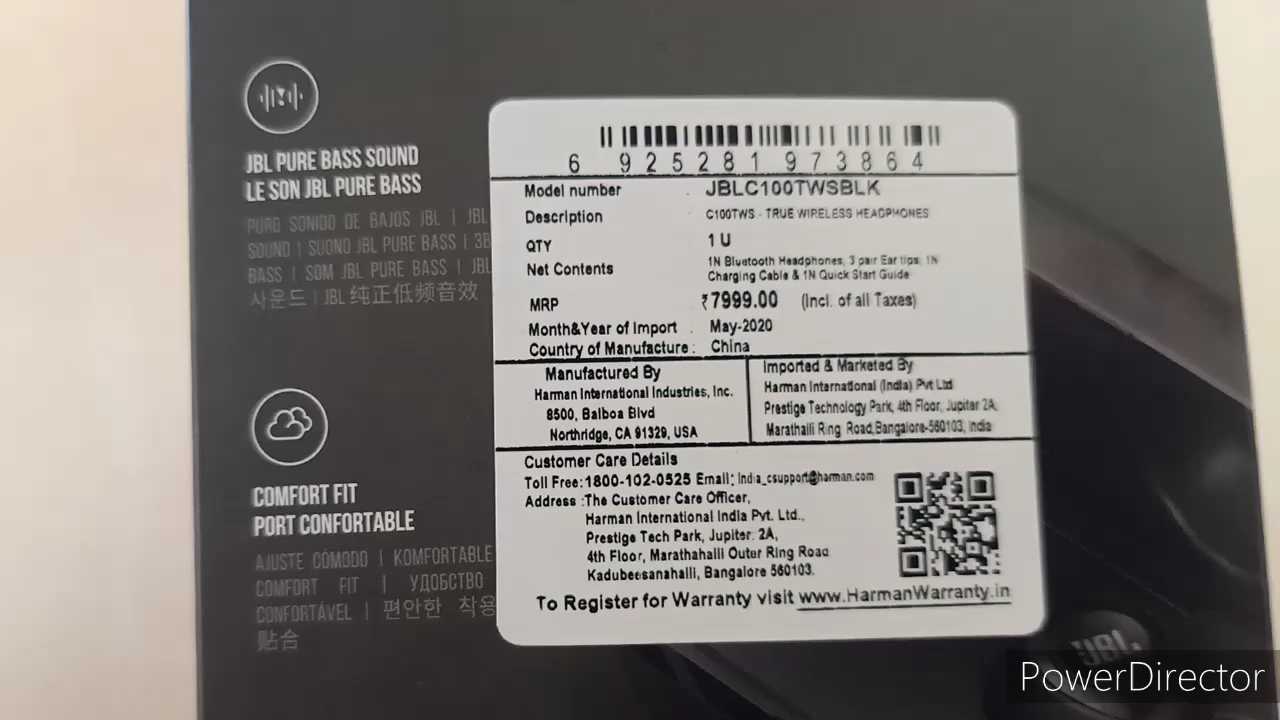 JBL PURE BASS SOUND
LE SON JBL PURE BASS
PURO SONIDO DE BAJOS JBL | JBL
SOUND | SUONO JBL PURE BASS | 3B
BASS | SOM JBL PURE BASS | JBL
사운드 | JBL 纯正低频音效
COMFORT FIT
PORT CONFORTABLE
AJUSTE CÓMODO | KOMFORTABLE
COMFORT FIT | УДОБСТВО
CONFORTÁVEL | 편안한 착용
贴合
6 925281 973864
Model number : JBLC100TWSBLK
Description : C100TWS - TRUE WIRELESS HEADPHONES
QTY 1 U
Net Contents 1N Bluetooth Headphones, 3 pair Ear tips, 1N
Charging Cable & 1N Quick Start Guide
MRP ₹7999.00 (Incl. of all Taxes)
Month&Year of Import : May-2020
Country of Manufacture : China
Manufactured By
Harman International Industries, Inc.
8500, Balboa Blvd
Northridge, CA 91329, USA
Imported & Marketed By
Harman International (India) Pvt Ltd
Prestige Technology Park, 4th Floor, Jupiter 2A,
Marathalli Ring Road,Bangalore-560103, India
Customer Care Details
Toll Free:1800-102-0525 Email: India_csupport@harman.com
Address :The Customer Care Officer,
Harman International India Pvt. Ltd.,
Prestige Tech Park, Jupiter. 2A,
4th Floor, Marathahalli Outer Ring Road
Kadubeesanahalli, Bangalore 560103.
To Register for Warranty visit www.HarmanWarranty.in
JBL
PowerDirector